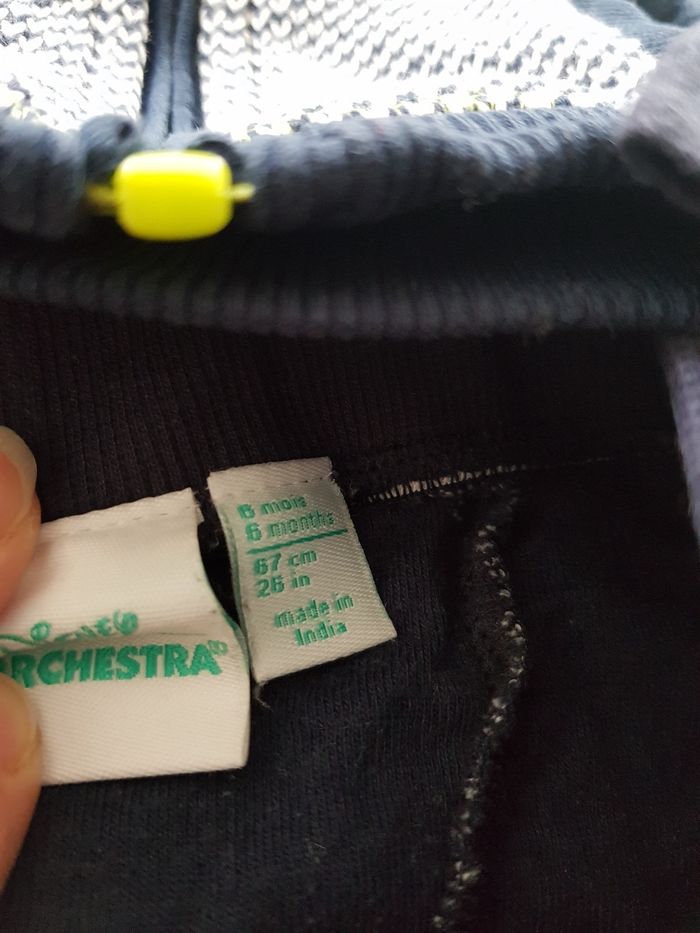 RCHESTRA®
6 mois
6 months
67 cm
26 in
made in
India